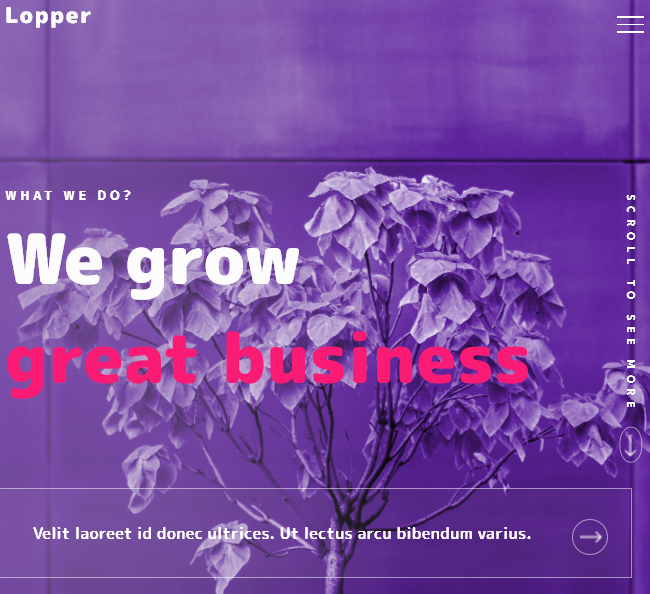 Lopper
WHAT WE DO?
We grow
great business
SCROLL TO SEE MORE
Velit laoreet id donec ultrices. Ut lectus arcu bibendum varius.